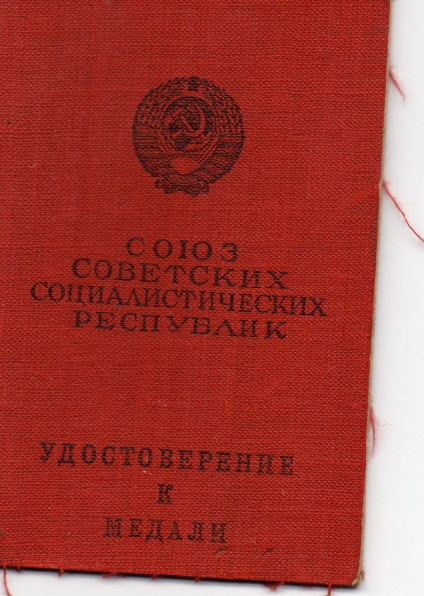 СОЮЗ
СОВЕТСКИХ
СОЦИАЛИСТИЧЕСКИХ
РЕСПУБЛИК
УДОСТОВЕРЕНИЕ
К
МЕДАЛИ